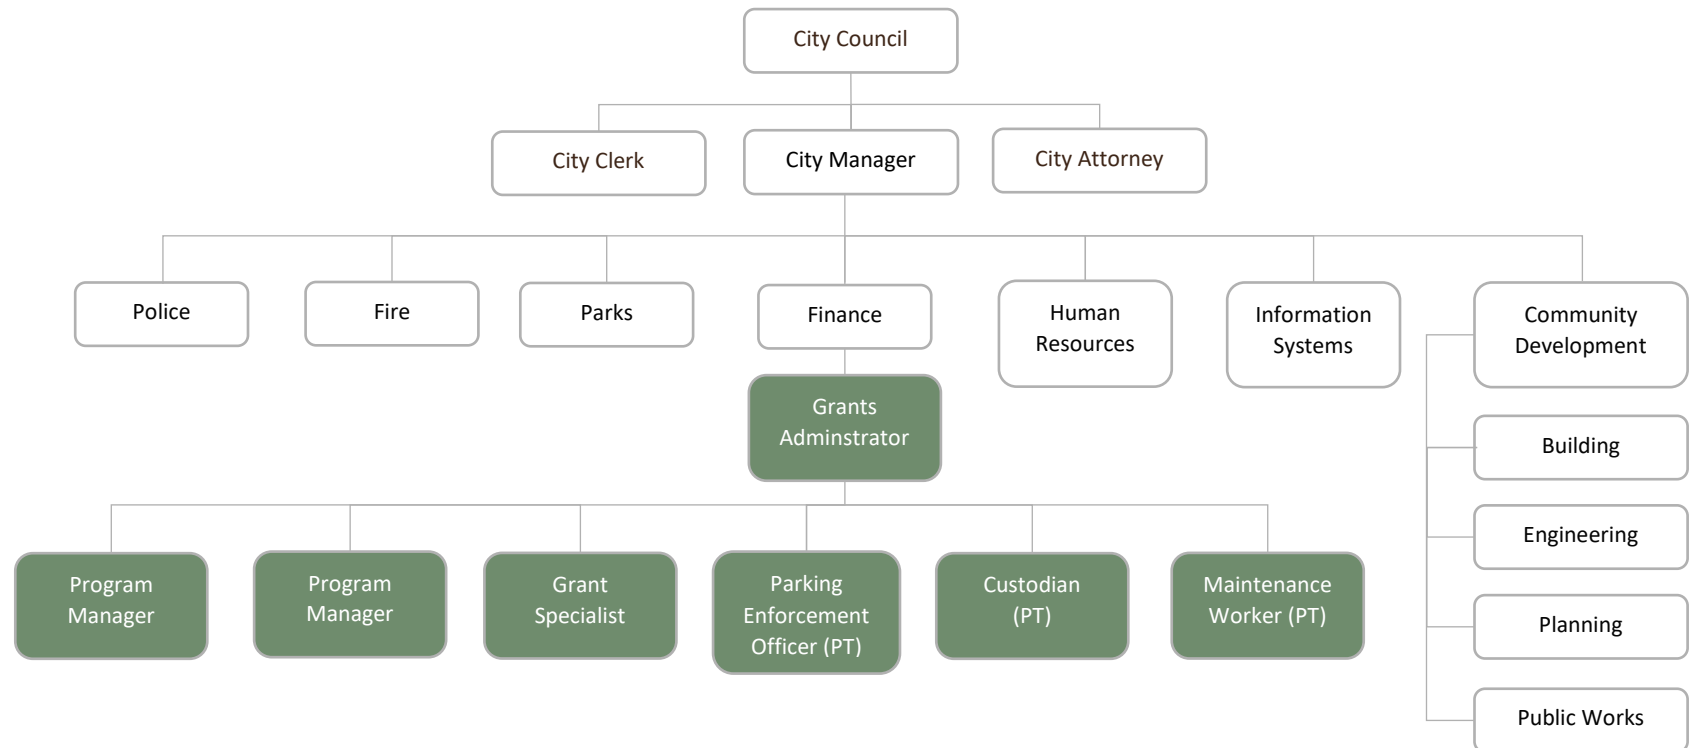 City Council
City Clerk
City Manager
City Attorney
Police
Fire
Parks
Finance
Human
Resources
Information
Systems
Community
Development
Grants
Adminstrator
Building
Engineering
Planning
Public Works
Program
Manager
Program
Manager
Grant
Specialist
Parking
Enforcement
Officer (PT)
Custodian
(PT)
Maintenance
Worker (PT)